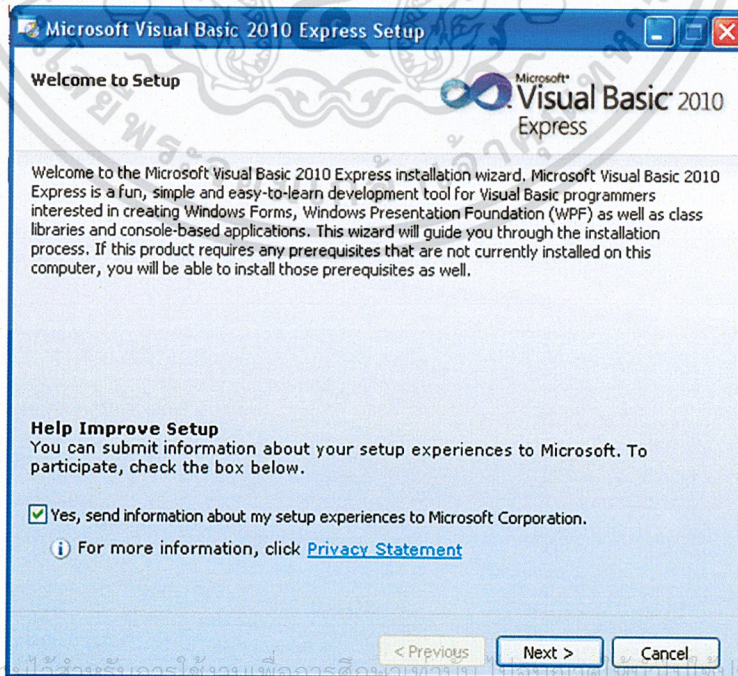 Microsoft Visual Basic 2010 Express Setup
Welcome to Setup
Microsoft®
Visual Basic® 2010
Express
Welcome to the Microsoft Visual Basic 2010 Express installation wizard. Microsoft Visual Basic 2010
Express is a fun, simple and easy-to-learn development tool for Visual Basic programmers
interested in creating Windows Forms, Windows Presentation Foundation (WPF) as well as class
libraries and console-based applications. This wizard will guide you through the installation
process. If this product requires any prerequisites that are not currently installed on this
computer, you will be able to install those prerequisites as well.
Help Improve Setup
You can submit information about your setup experiences to Microsoft. To
participate, check the box below.
Yes, send information about my setup experiences to Microsoft Corporation.
For more information, click Privacy Statement
< Previous
Next >
Cancel